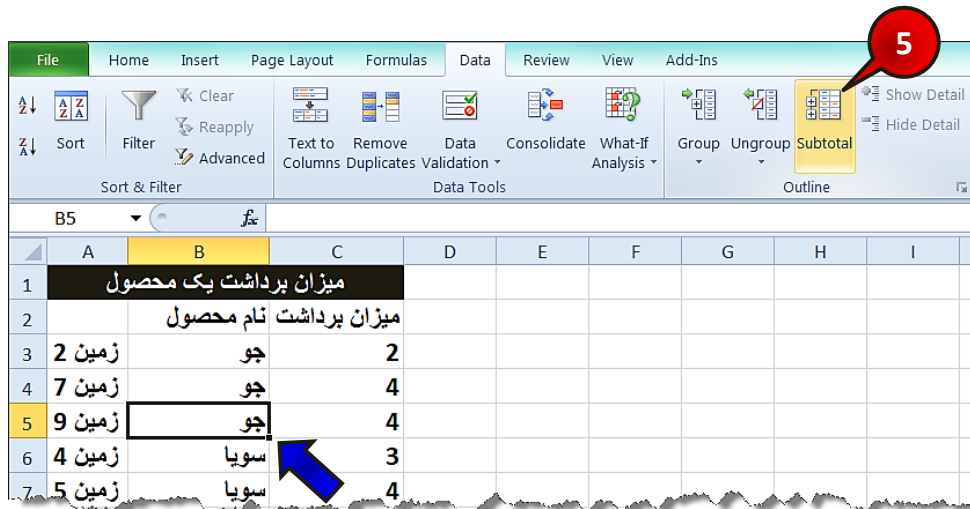 5
File Home Insert Page Layout Formulas Data Review View Add-Ins
Sort Filter Clear Reapply Advanced
Text to Columns Remove Duplicates Data Validation Consolidate What-If Analysis
Group Ungroup Subtotal Show Detail Hide Detail
Sort & Filter Data Tools Outline
B5 fx
A B C D E F G H I
1 میزان برداشت یک محصول
2 نام محصول میزان برداشت
3 زمین 2 جو 2
4 زمین 7 جو 4
5 زمین 9 جو 4
6 زمین 4 سویا 3
7 زمین 5 سویا 4